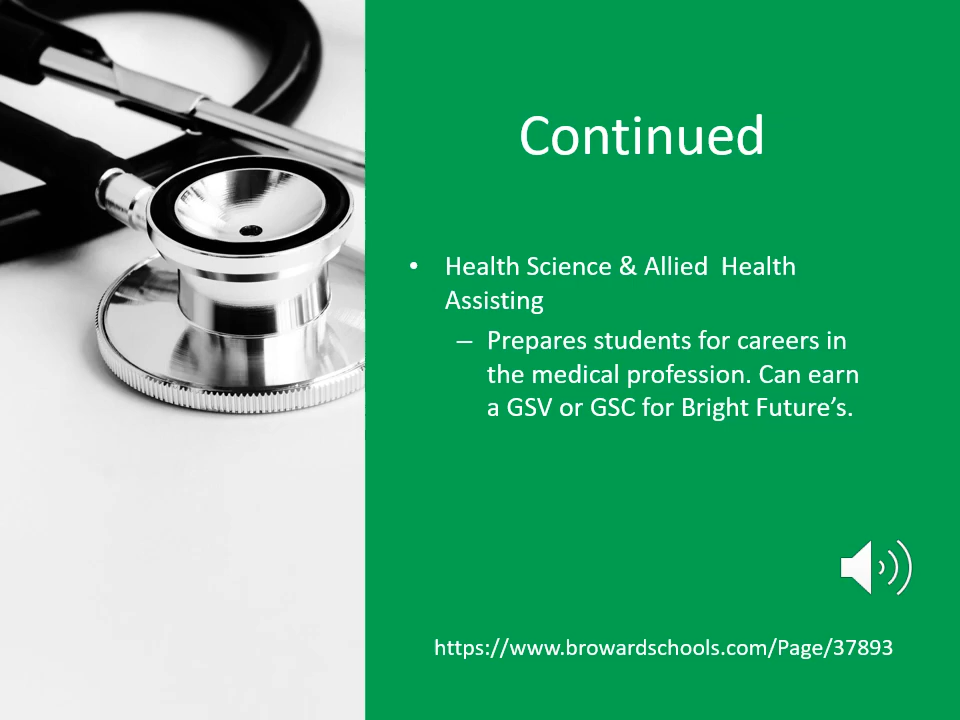 Continued
• Health Science & Allied  Health
Assisting
– Prepares students for careers in
the medical profession. Can earn
a GSV or GSC for Bright Future’s.
https://www.browardschools.com/Page/37893